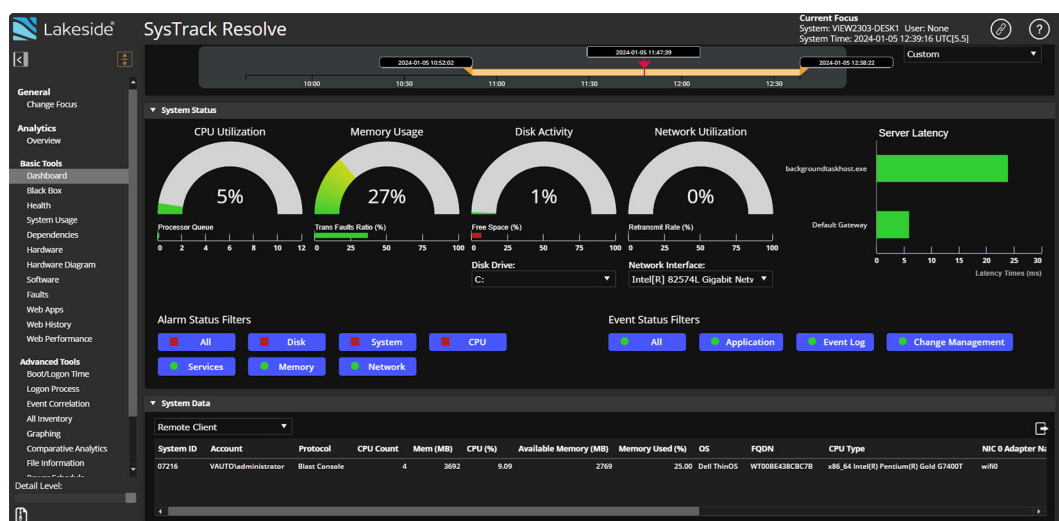 Lakeside®
SysTrack Resolve
Current Focus
System: VIEW2303-DESK1 User: None
System Time: 2024-01-05 12:39:16 UTC[5.5]
?
General
Change Focus
Analytics
Overview
Basic Tools
Dashboard
Black Box
Health
System Usage
Dependencies
Hardware
Hardware Diagram
Software
Faults
Web Apps
Web History
Web Performance
Advanced Tools
Boot/Logon Time
Logon Process
Event Correlation
All Inventory
Graphing
Comparative Analytics
File Information
Detail Level:
2024-01-05 11:47:39
2024-01-05 10:52:02
2024-01-05 12:38:22
Custom
10:00 10:30 11:00 11:30 12:00 12:30
System Status
CPU Utilization
5%
Processor Queue
0 2 4 6 8 10 12
Memory Usage
27%
Trans Faults Ratio (%)
0 25 50 75 100
Disk Activity
1%
Free Space (%)
0 25 50 75 100
Disk Drive:
C:
Network Utilization
0%
Retransmit Rate (%)
0 25 50 75 100
Network Interface:
Intel[R] 82574L Gigabit Netv
Server Latency
backgroundtaskhost.exe
Default Gateway
0 5 10 15 20 25 30
Latency Times (ms)
Alarm Status Filters
All Disk System CPU
Services Memory Network
Event Status Filters
All Application Event Log Change Management
System Data
Remote Client
System ID Account Protocol CPU Count Mem (MB) CPU (%) Available Memory (MB) Memory Used (%) OS FQDN CPU Type NIC 0 Adapter Na
07216 VAUTO\administrator Blast Console 4 3692 9.09 2769 25.00 Dell ThinOS WT00BE438CBC7B x86_64 Intel(R) Pentium(R) Gold G7400T wifi0